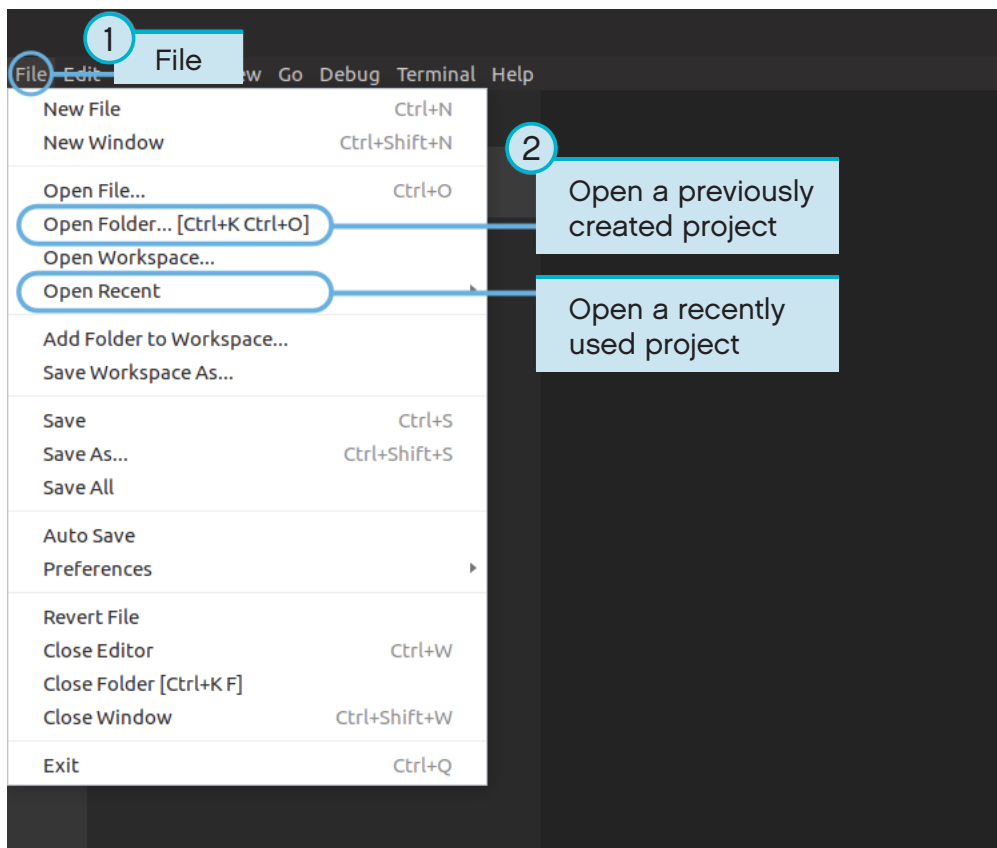 1
File
File Edit Go Debug Terminal Help
New File Ctrl+N
New Window Ctrl+Shift+N
2
Open File... Ctrl+O
Open a previously
created project
Open Folder... [Ctrl+K Ctrl+O]
Open Workspace...
Open Recent
Open a recently
used project
Add Folder to Workspace...
Save Workspace As...
Save Ctrl+S
Save As... Ctrl+Shift+S
Save All
Auto Save
Preferences
Revert File
Close Editor Ctrl+W
Close Folder [Ctrl+K F]
Close Window Ctrl+Shift+W
Exit Ctrl+Q